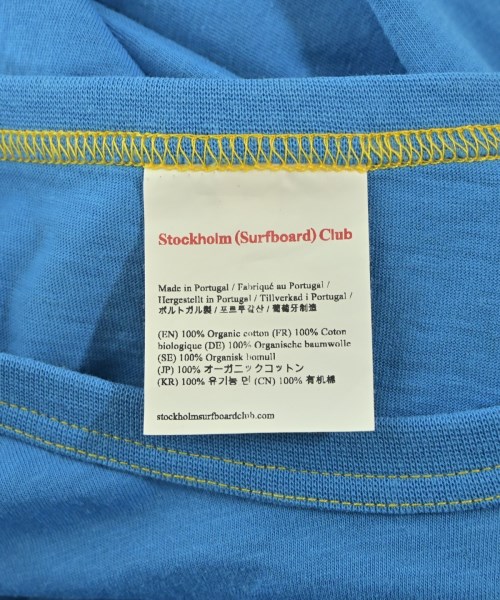 Stockholm (Surfboard) Club
Made in Portugal / Fabriqué au Portugal /
Hergestellt in Portugal / Tillverkad i Portugal /
ポルトガル製 / 포르투갈산 / 葡萄牙制造
(EN) 100% Organic cotton (FR) 100% Coton
biologique (DE) 100% Organische baumwolle
(SE) 100% Organisk bomull
(JP) 100% オーガニックコットン
(KR) 100% 유기농 면 (CN) 100% 有机棉
stockholmsurfboardclub.com